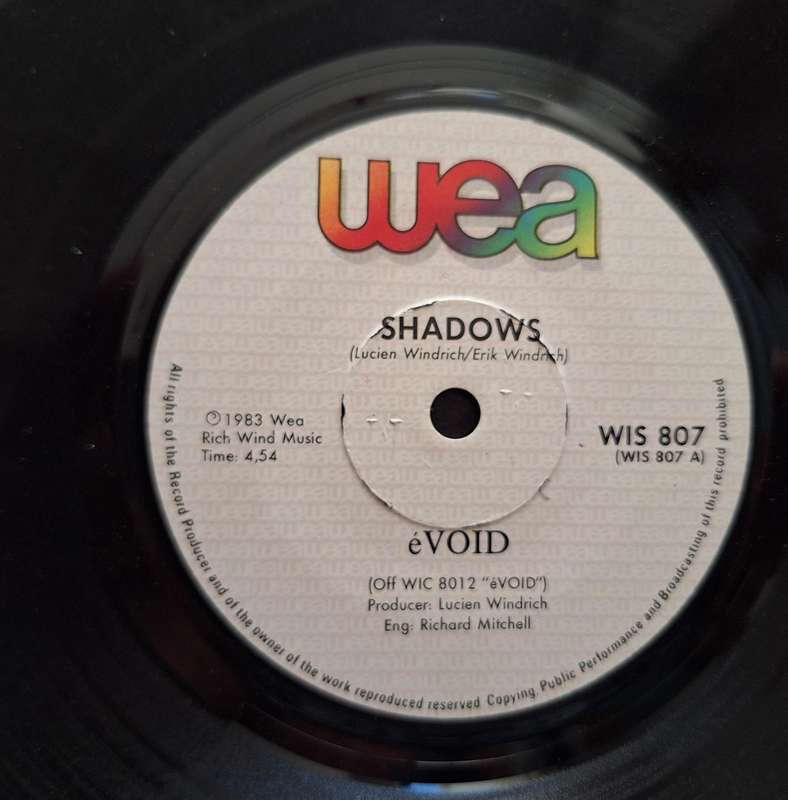 wea
SHADOWS
(Lucien Windrich/Erik Windrich)
℗ 1983 Wea
Rich Wind Music
Time: 4,54
WIS 807
(WIS 807 A)
éVOID
(Off WIC 8012 "éVOID")
Producer: Lucien Windrich
Eng: Richard Mitchell
All rights of the Record Producer and of the owner of the work reproduced reserved Copying, Public Performance and Broadcasting of this record prohibited